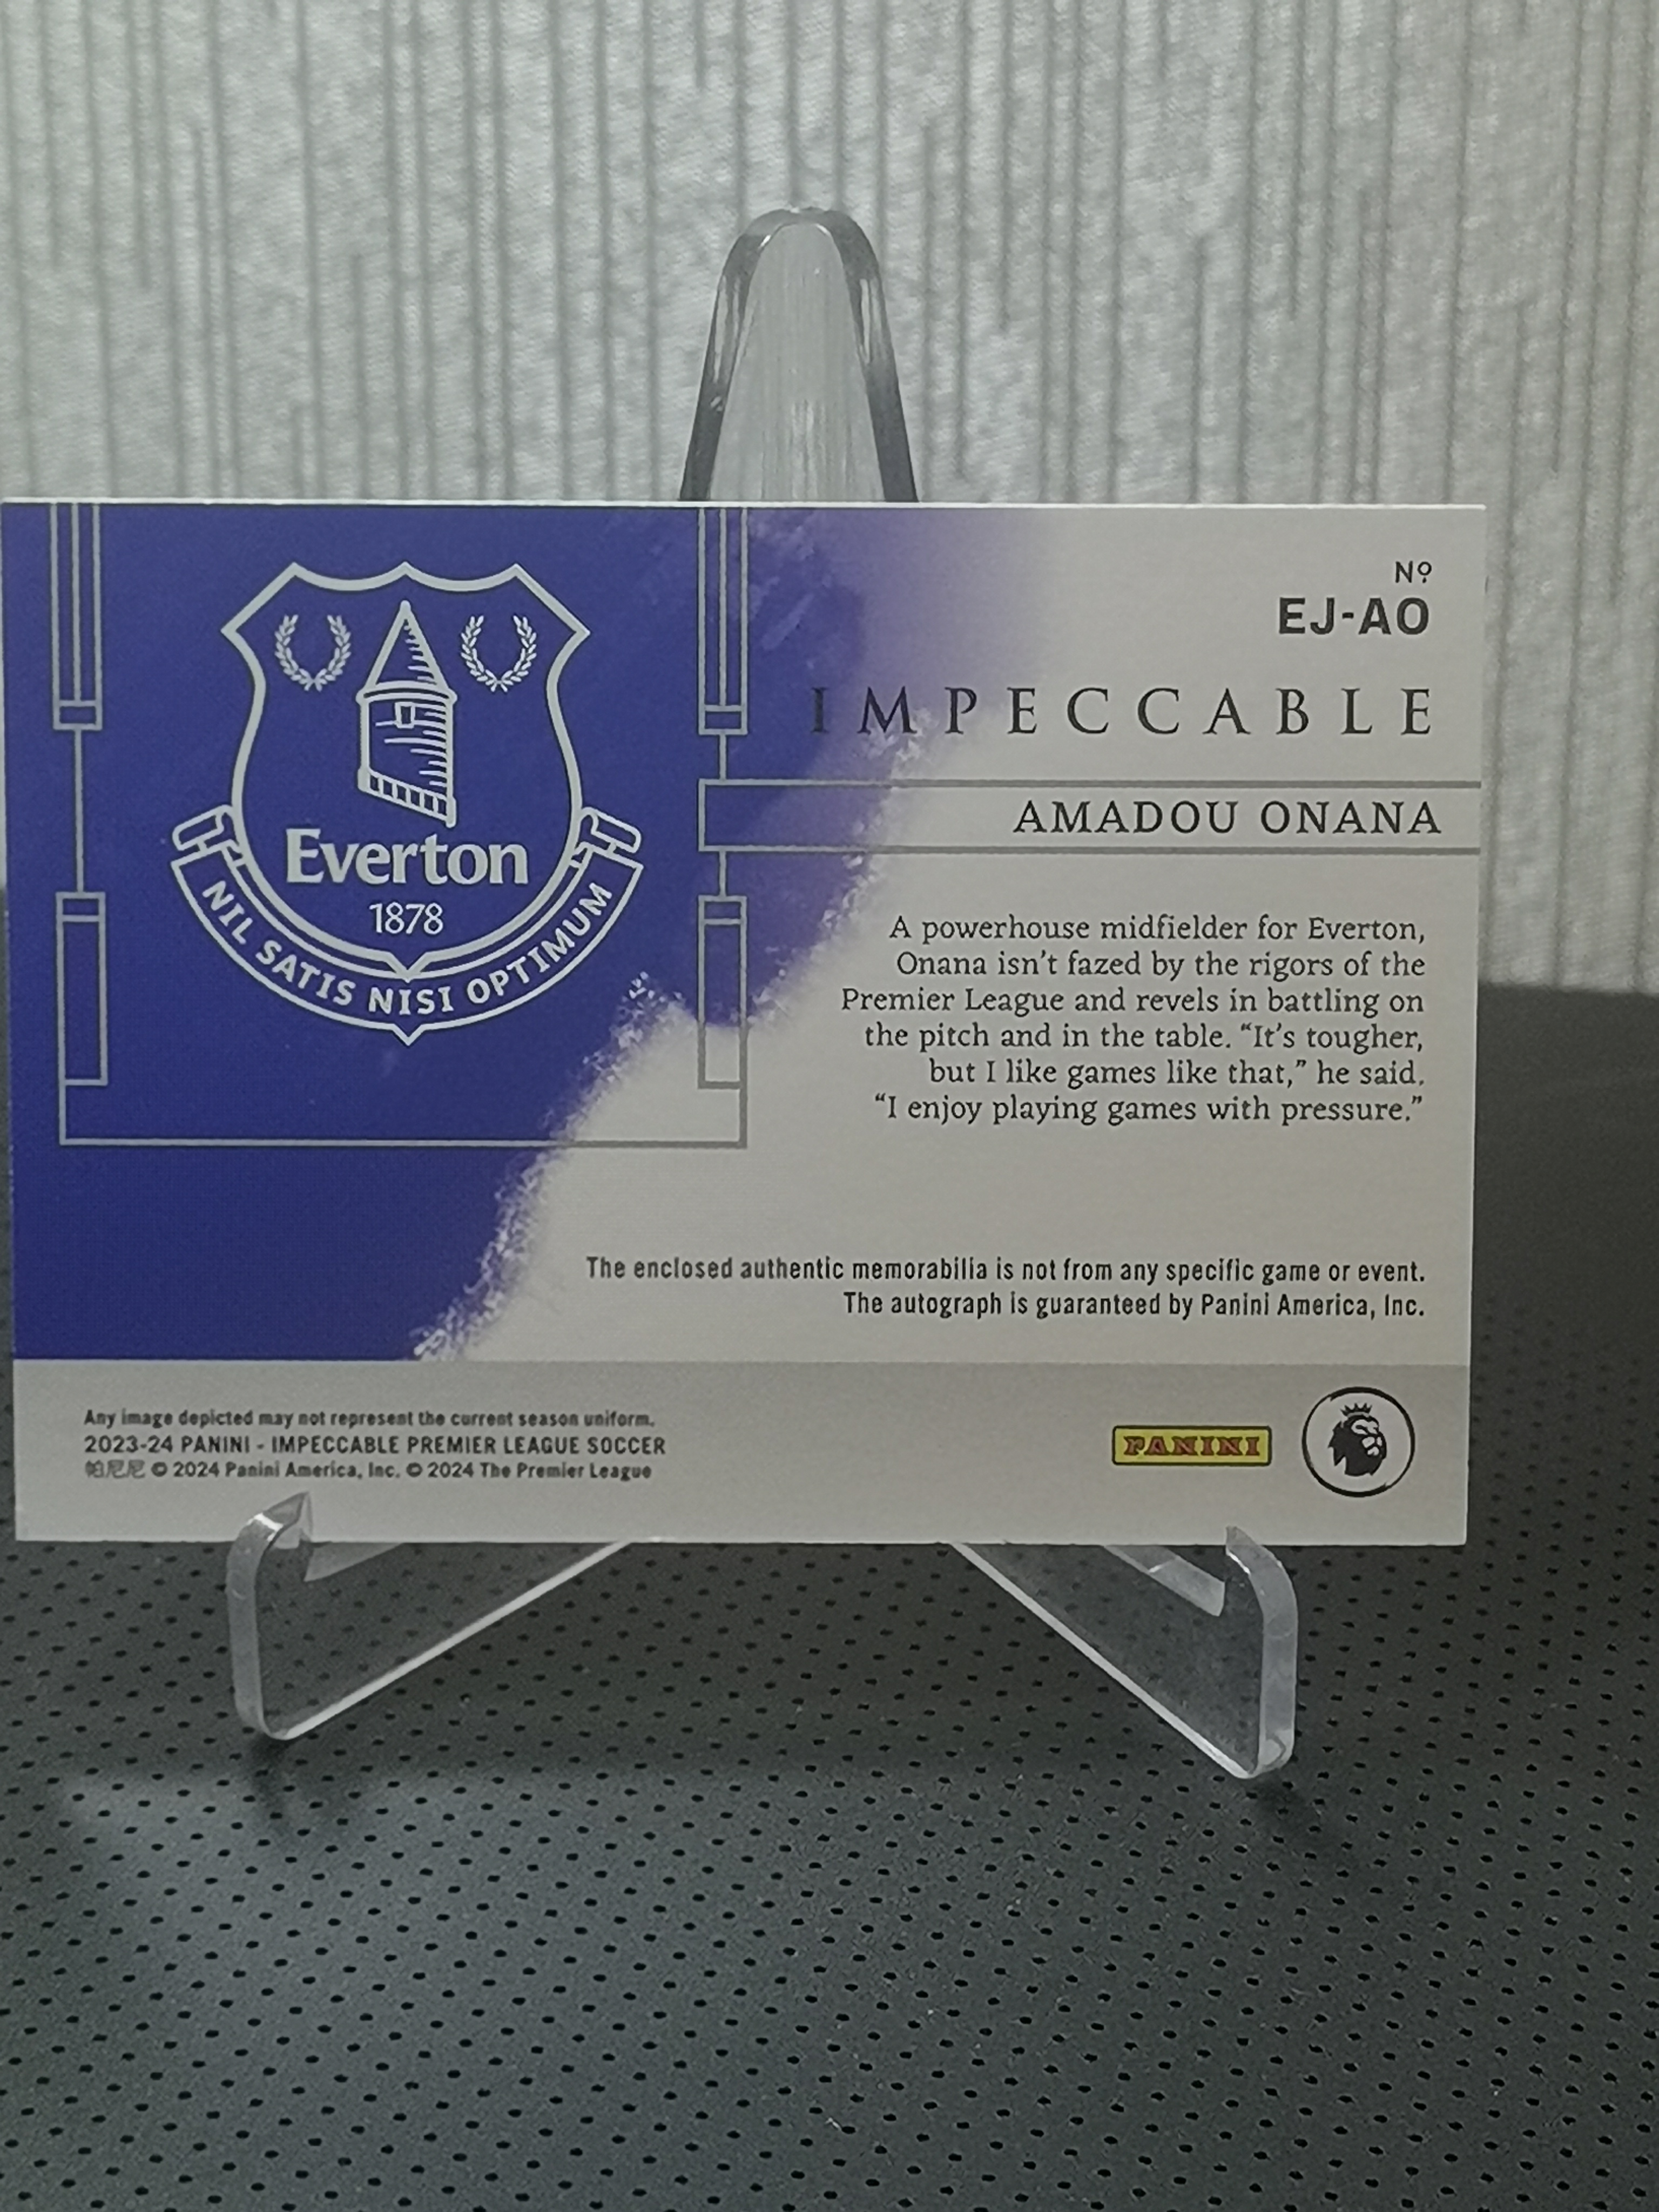 Everton
1878
NIL SATIS NISI OPTIMUM
Nº
EJ-AO
IMPECCABLE
AMADOU ONANA
A powerhouse midfielder for Everton,
Onana isn't fazed by the rigors of the
Premier League and revels in battling on
the pitch and in the table. “It's tougher,
but I like games like that,” he said.
“I enjoy playing games with pressure.”
The enclosed authentic memorabilia is not from any specific game or event.
The autograph is guaranteed by Panini America, Inc.
Any image depicted may not represent the current season uniform.
2023-24 PANINI - IMPECCABLE PREMIER LEAGUE SOCCER
帕尼尼 © 2024 Panini America, Inc. © 2024 The Premier League
PANINI